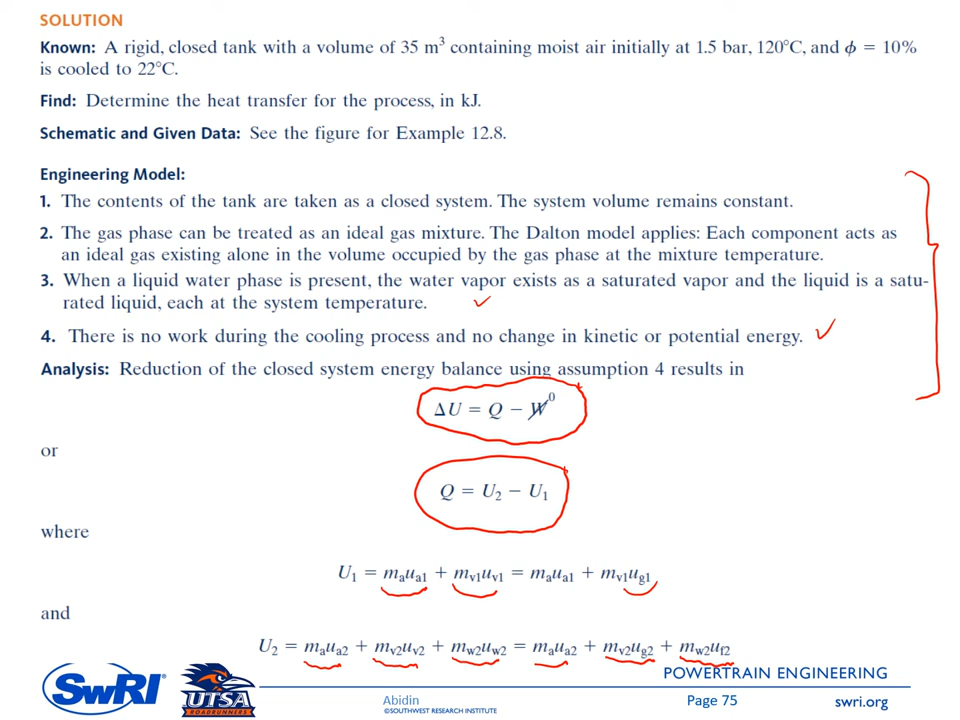 SOLUTION
Known: A rigid, closed tank with a volume of 35 m³ containing moist air initially at 1.5 bar, 120°C, and ϕ = 10%
is cooled to 22°C.
Find: Determine the heat transfer for the process, in kJ.
Schematic and Given Data: See the figure for Example 12.8.
Engineering Model:
1. The contents of the tank are taken as a closed system. The system volume remains constant.
2. The gas phase can be treated as an ideal gas mixture. The Dalton model applies: Each component acts as
an ideal gas existing alone in the volume occupied by the gas phase at the mixture temperature.
3. When a liquid water phase is present, the water vapor exists as a saturated vapor and the liquid is a satu-
rated liquid, each at the system temperature.
4. There is no work during the cooling process and no change in kinetic or potential energy.
Analysis: Reduction of the closed system energy balance using assumption 4 results in
ΔU = Q − W⁰
or
Q = U₂ − U₁
where
U₁ = mₐuₐ₁ + mᵥ₁uᵥ₁ = mₐuₐ₁ + mᵥ₁u_g1
and
U₂ = mₐuₐ₂ + mᵥ₂uᵥ₂ + m_w2u_w2 = mₐuₐ₂ + mᵥ₂u_g2 + m_w2u_f2
POWERTRAIN ENGINEERING
SwRI
UTSA
ROADRUNNERS
Abidin
©SOUTHWEST RESEARCH INSTITUTE
Page 75
swri.org